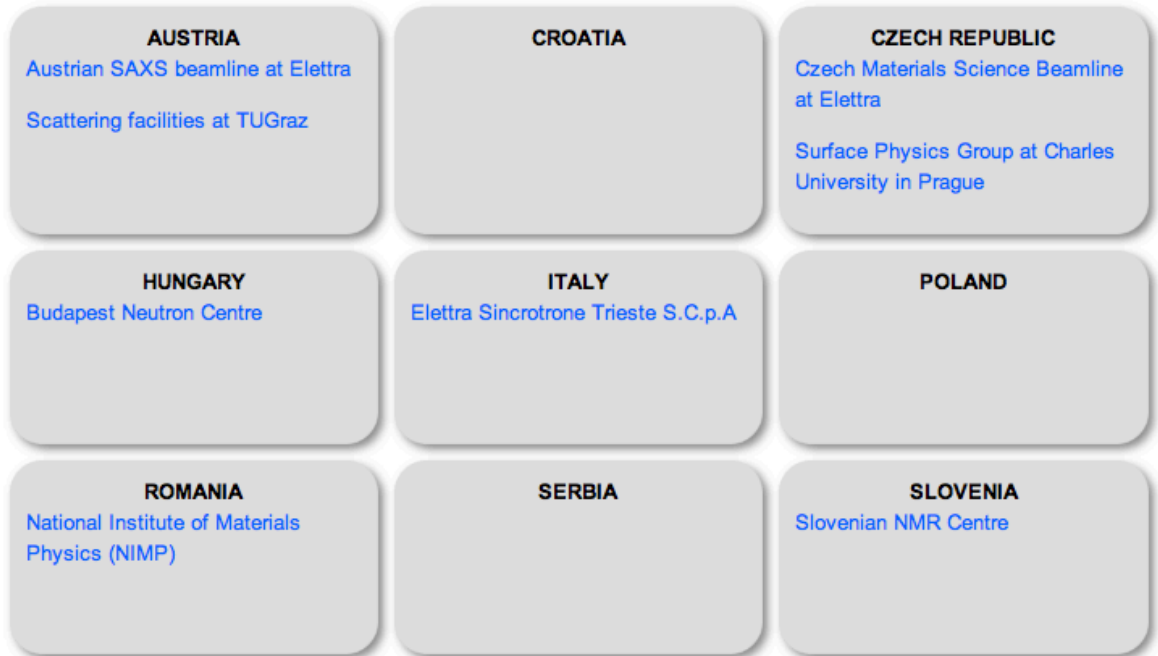 AUSTRIA
Austrian SAXS beamline at Elettra
Scattering facilities at TUGraz
CROATIA
CZECH REPUBLIC
Czech Materials Science Beamline
at Elettra
Surface Physics Group at Charles
University in Prague
HUNGARY
Budapest Neutron Centre
ITALY
Elettra Sincrotrone Trieste S.C.p.A
POLAND
ROMANIA
National Institute of Materials
Physics (NIMP)
SERBIA
SLOVENIA
Slovenian NMR Centre